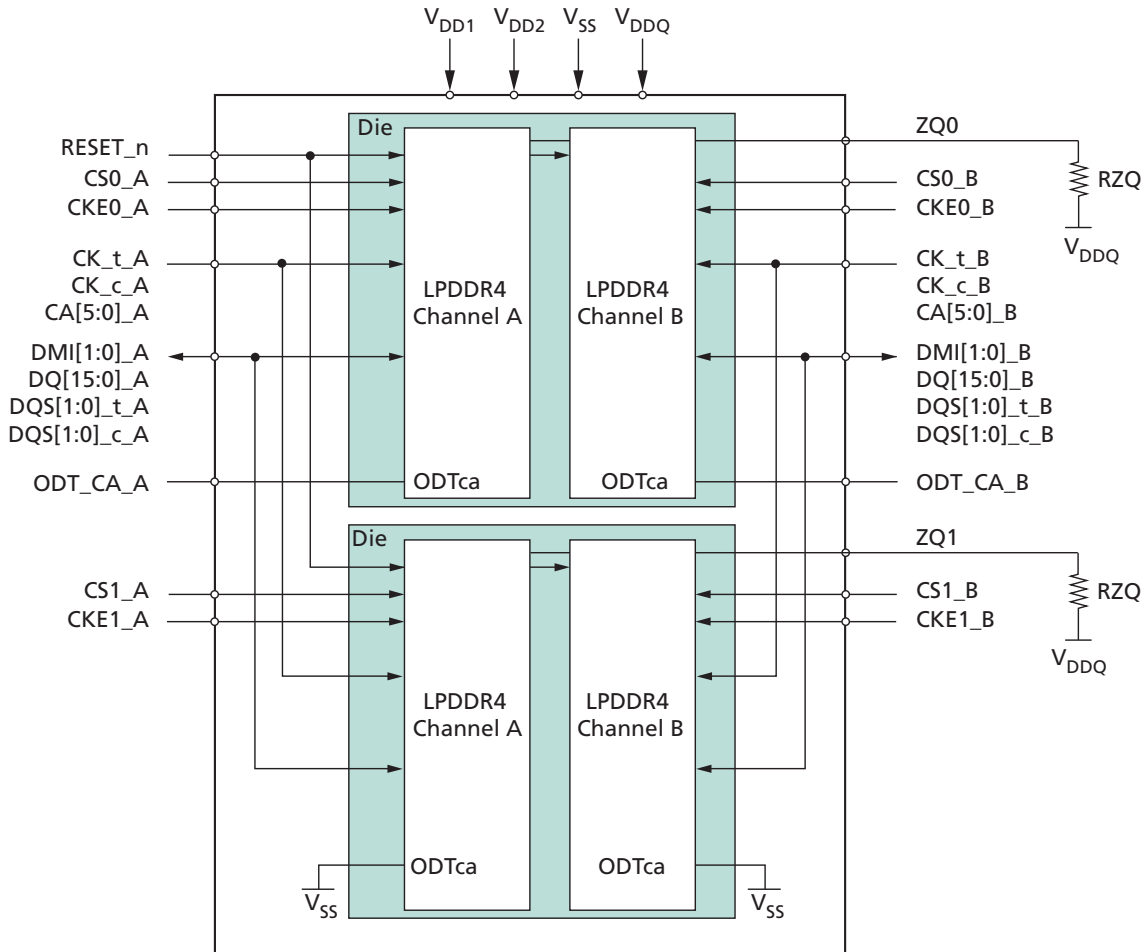 VDD1 VDD2 VSS VDDQ
Die
ZQ0
RESET_n
CS0_A
CS0_B
RZQ
CKE0_A
CKE0_B
VDDQ
CK_t_A
CK_c_A
CA[5:0]_A
LPDDR4
Channel A
LPDDR4
Channel B
CK_t_B
CK_c_B
CA[5:0]_B
DMI[1:0]_A
DQ[15:0]_A
DQS[1:0]_t_A
DQS[1:0]_c_A
DMI[1:0]_B
DQ[15:0]_B
DQS[1:0]_t_B
DQS[1:0]_c_B
ODT_CA_A
ODTca
ODTca
ODT_CA_B
Die
ZQ1
CS1_A
CS1_B
RZQ
CKE1_A
CKE1_B
VDDQ
LPDDR4
Channel A
LPDDR4
Channel B
ODTca
ODTca
VSS
VSS